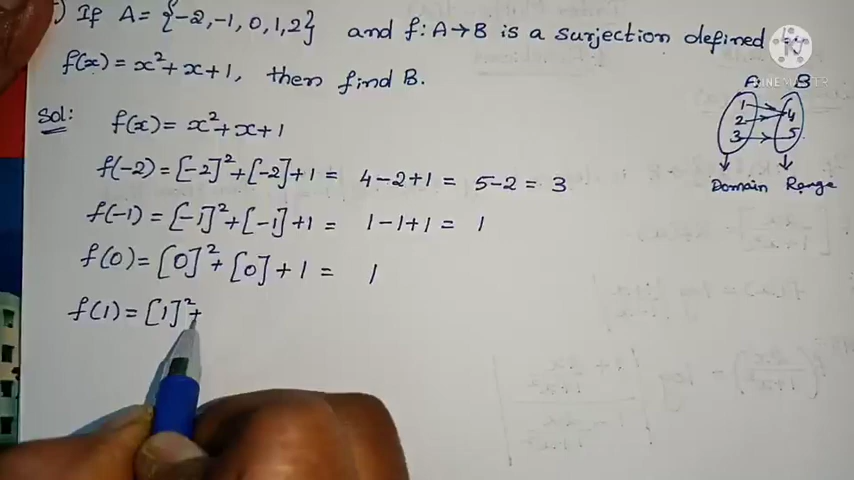 If A = {-2, -1, 0, 1, 2} and f: A→B is a surjection defined
f(x) = x²+x+1, then find B.
Sol: f(x) = x²+x+1
f(-2) = [-2]²+[-2]+1 = 4-2+1 = 5-2 = 3
f(-1) = [-1]²+[-1]+1 = 1-1+1 = 1
f(0) = [0]²+[0]+1 = 1
f(1) = [1]²+
A B
KINEMASTER
1 4
2 5
3
Domain Range